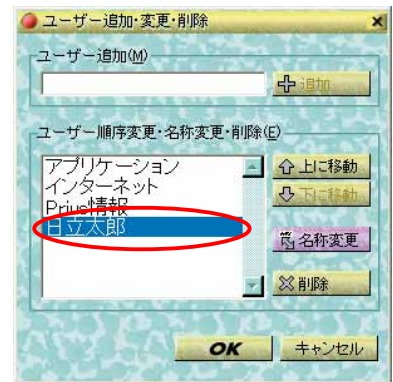 ユーザー追加・変更・削除
ユーザー追加(M)
追加
ユーザー順序変更・名称変更・削除(E)
アプリケーション
インターネット
Prius情報
日立太郎
上に移動
下に移動
名称変更
削除
OK
キャンセル